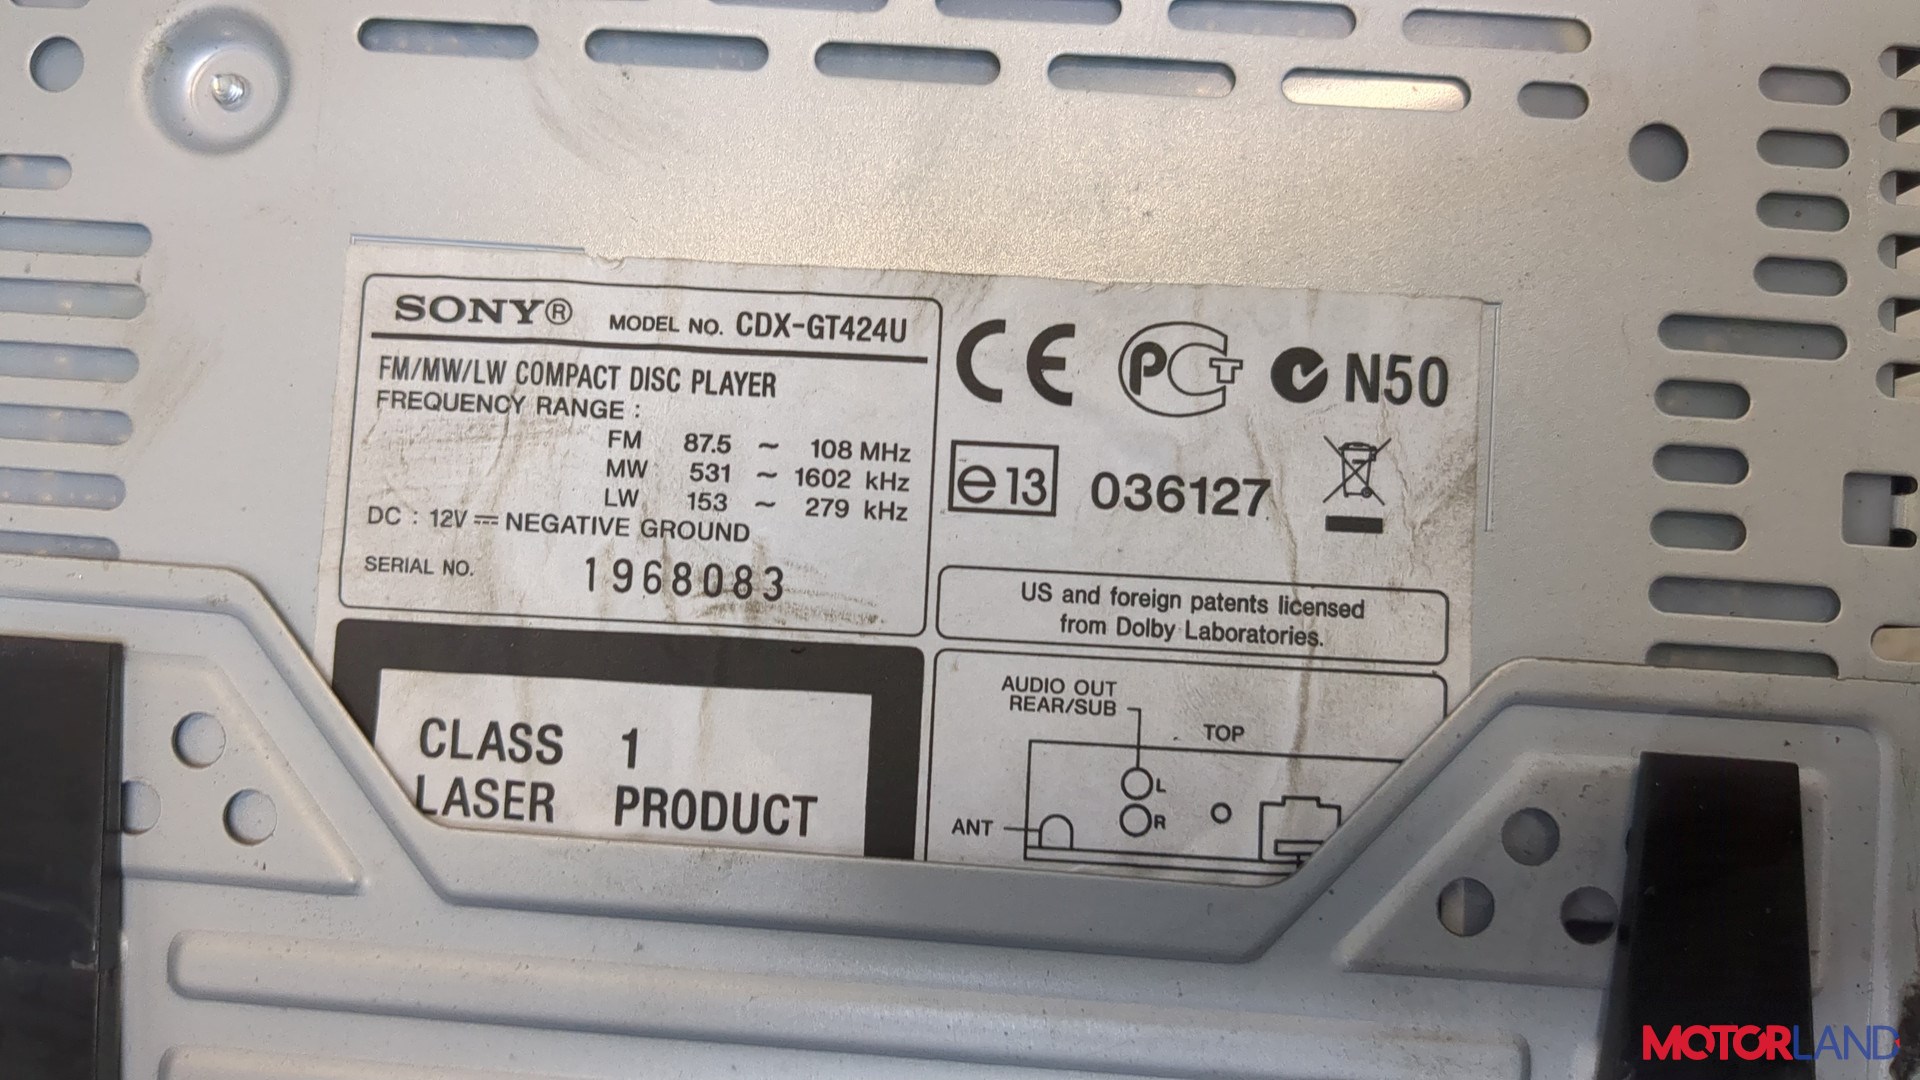 SONY® MODEL NO. CDX-GT424U
FM/MW/LW COMPACT DISC PLAYER
FREQUENCY RANGE :
FM 87.5 ~ 108 MHz
MW 531 ~ 1602 kHz
LW 153 ~ 279 kHz
DC : 12V NEGATIVE GROUND
SERIAL NO. 1968083
CLASS 1
LASER PRODUCT
CE PCT N50
e13 036127
US and foreign patents licensed
from Dolby Laboratories.
AUDIO OUT
REAR/SUB
TOP
L
R
ANT
MOTORLAND